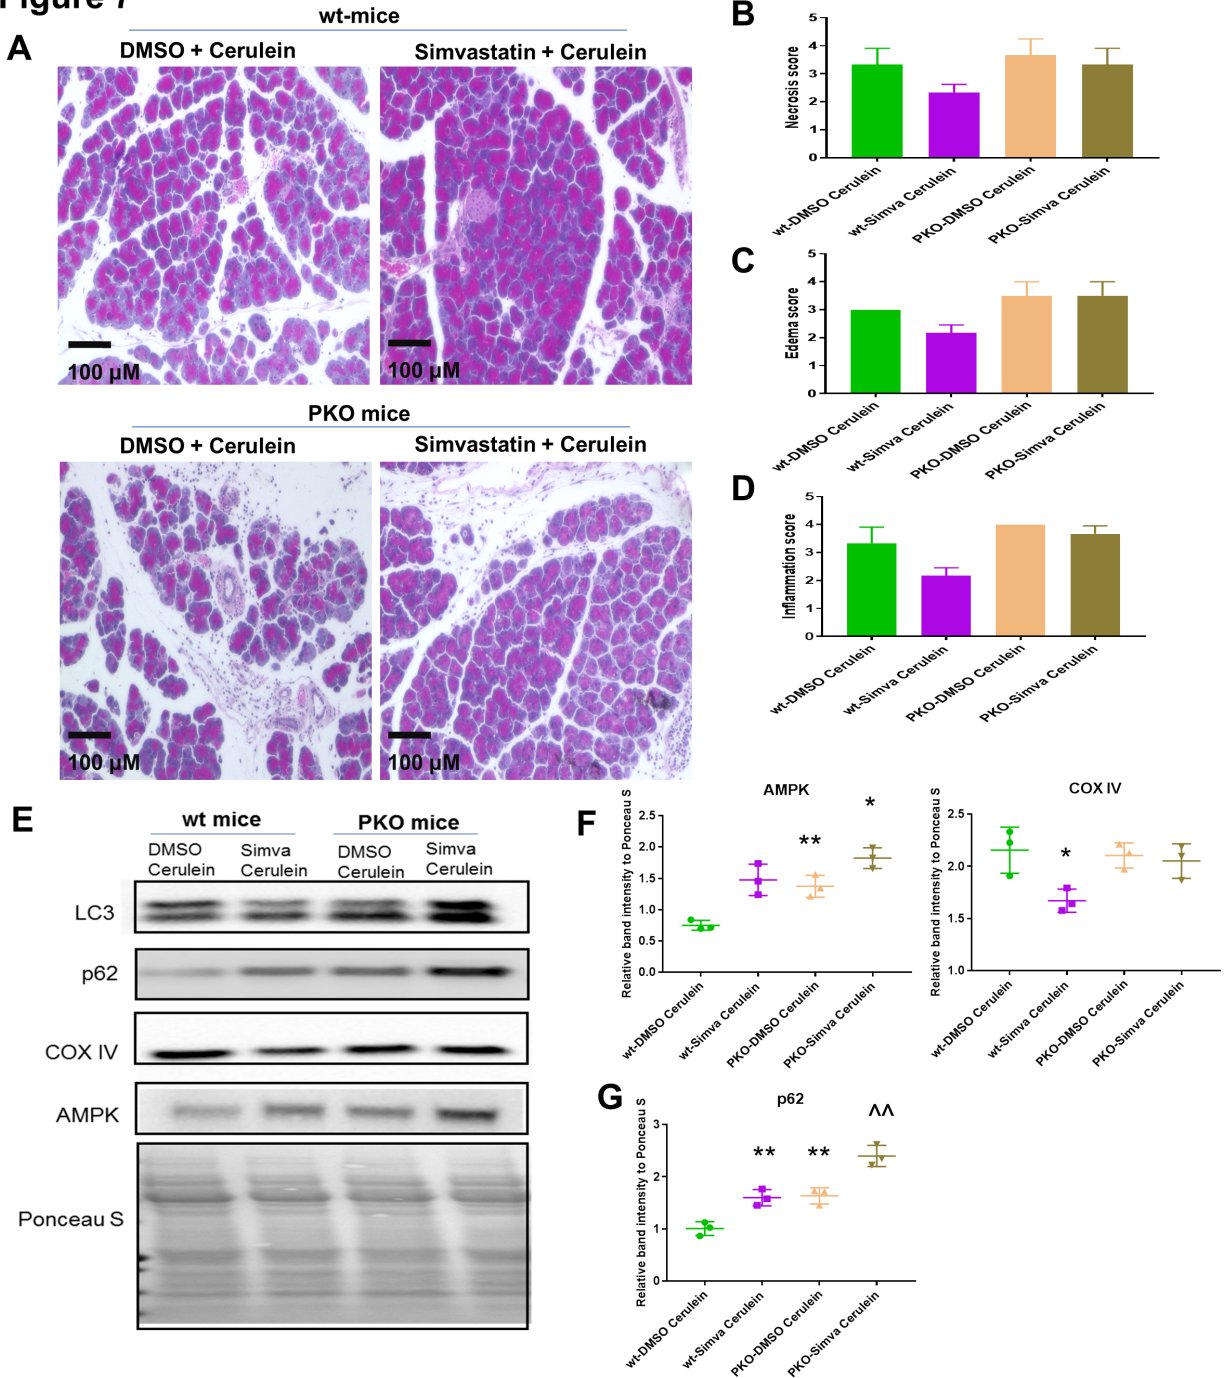 Figure 7
A
wt-mice
DMSO + Cerulein
Simvastatin + Cerulein
100 µM
100 µM
PKO mice
DMSO + Cerulein
Simvastatin + Cerulein
100 µM
100 µM
B
Necrosis score
5
4
3
2
1
0
wt-DMSO Cerulein
wt-Simva Cerulein
PKO-DMSO Cerulein
PKO-Simva Cerulein
C
Edema score
5
4
3
2
1
0
wt-DMSO Cerulein
wt-Simva Cerulein
PKO-DMSO Cerulein
PKO-Simva Cerulein
D
Inflammation score
5
4
3
2
1
0
wt-DMSO Cerulein
wt-Simva Cerulein
PKO-DMSO Cerulein
PKO-Simva Cerulein
E
wt mice
PKO mice
DMSO
Cerulein
Simva
Cerulein
DMSO
Cerulein
Simva
Cerulein
LC3
p62
COX IV
AMPK
Ponceau S
F
AMPK
Relative band intensity to Ponceau S
2.5
2.0
1.5
1.0
0.5
0.0
**
*
wt-DMSO Cerulein
wt-Simva Cerulein
PKO-DMSO Cerulein
PKO-Simva Cerulein
COX IV
Relative band intensity to Ponceau S
2.5
2.0
1.5
1.0
*
wt-DMSO Cerulein
wt-Simva Cerulein
PKO-DMSO Cerulein
PKO-Simva Cerulein
G
p62
Relative band intensity to Ponceau S
3
2
1
0
**
**
^^
wt-DMSO Cerulein
wt-Simva Cerulein
PKO-DMSO Cerulein
PKO-Simva Cerulein